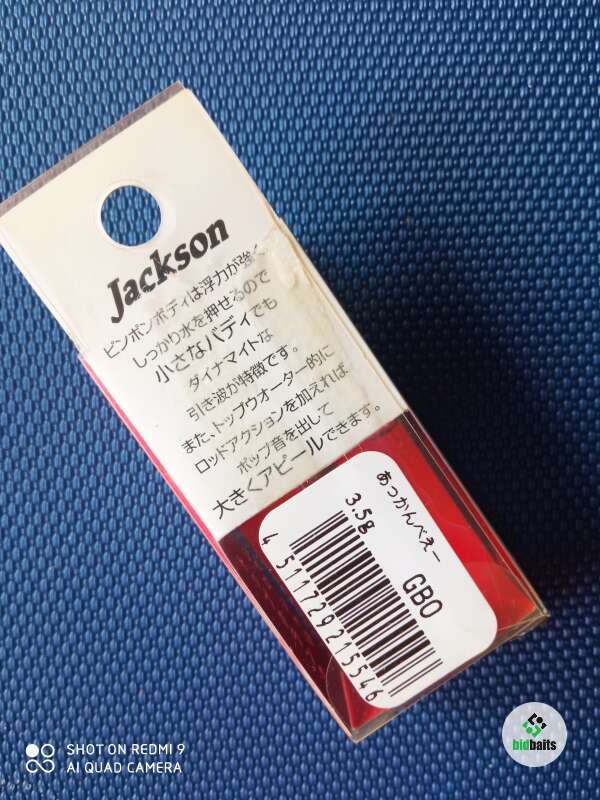 Jackson
ピンポンボディは浮力が強く
しっかり水を押せるので
小さなバディでも
ダイナマイトな
引き波が特徴です。
また、トップウオーター的に
ロッドアクションを加えれば、
ポップ音を出して
大きくアピールできます。
あっかんべぇー
3.5g
GBO
4 511729 215546
SHOT ON REDMI 9
AI QUAD CAMERA
bidbaits